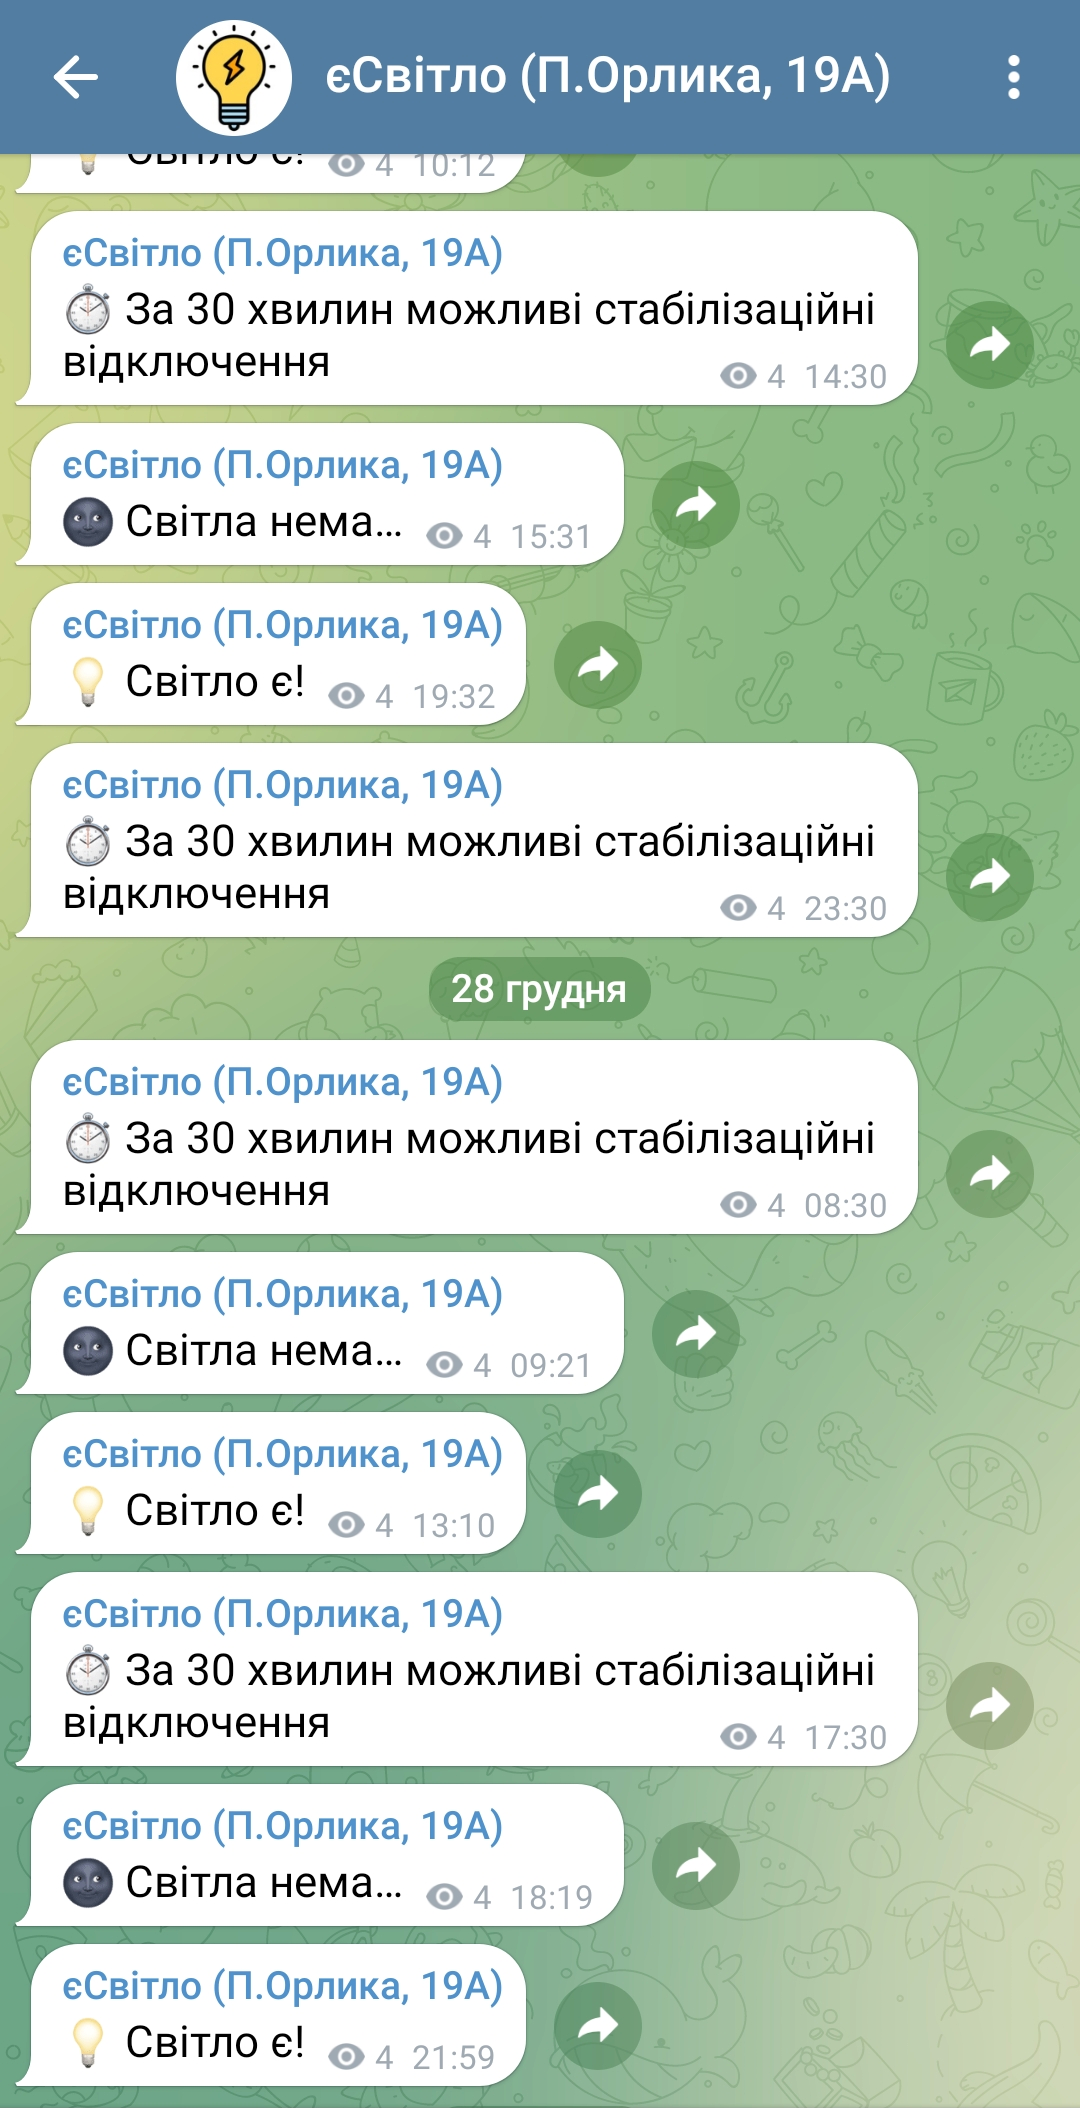 єСвітло (П.Орлика, 19А)
Світло є! 4 10:12
єСвітло (П.Орлика, 19А)
За 30 хвилин можливі стабілізаційні
відключення 4 14:30
єСвітло (П.Орлика, 19А)
Світла нема... 4 15:31
єСвітло (П.Орлика, 19А)
Світло є! 4 19:32
єСвітло (П.Орлика, 19А)
За 30 хвилин можливі стабілізаційні
відключення 4 23:30
28 грудня
єСвітло (П.Орлика, 19А)
За 30 хвилин можливі стабілізаційні
відключення 4 08:30
єСвітло (П.Орлика, 19А)
Світла нема... 4 09:21
єСвітло (П.Орлика, 19А)
Світло є! 4 13:10
єСвітло (П.Орлика, 19А)
За 30 хвилин можливі стабілізаційні
відключення 4 17:30
єСвітло (П.Орлика, 19А)
Світла нема... 4 18:19
єСвітло (П.Орлика, 19А)
Світло є! 4 21:59